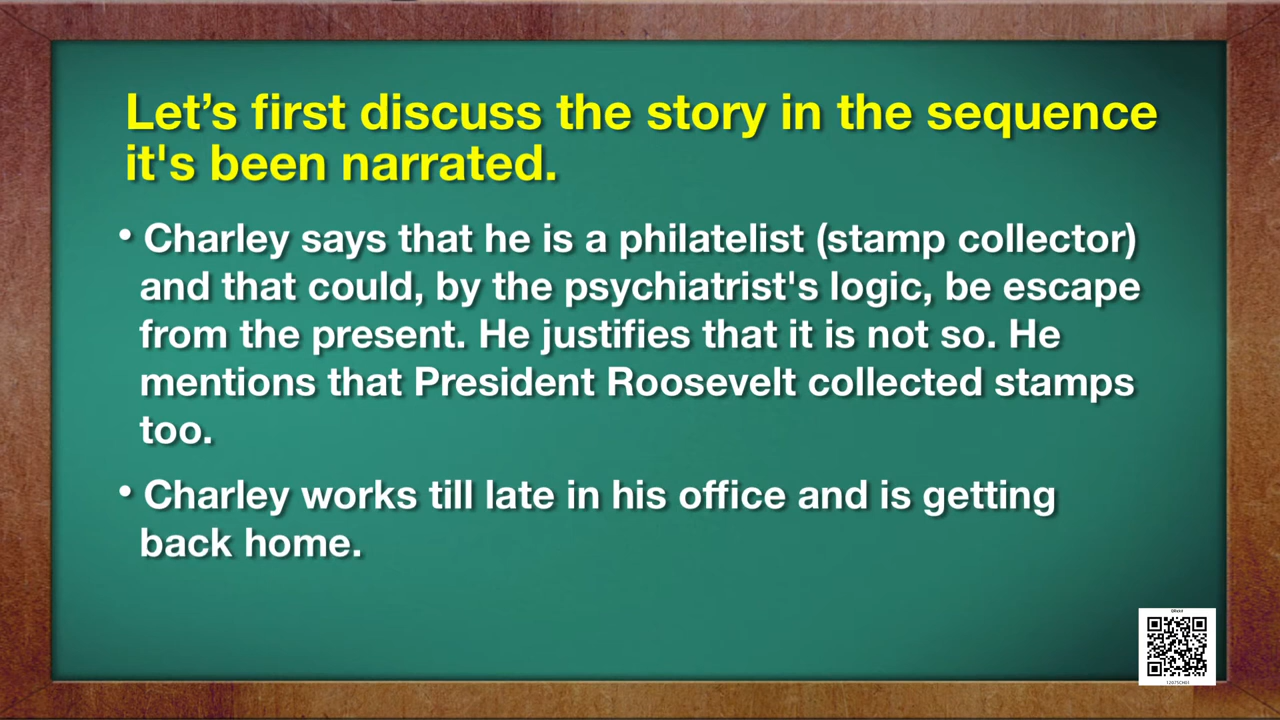 Let’s first discuss the story in the sequence
it's been narrated.
• Charley says that he is a philatelist (stamp collector)
and that could, by the psychiatrist's logic, be escape
from the present. He justifies that it is not so. He
mentions that President Roosevelt collected stamps
too.
• Charley works till late in his office and is getting
back home.